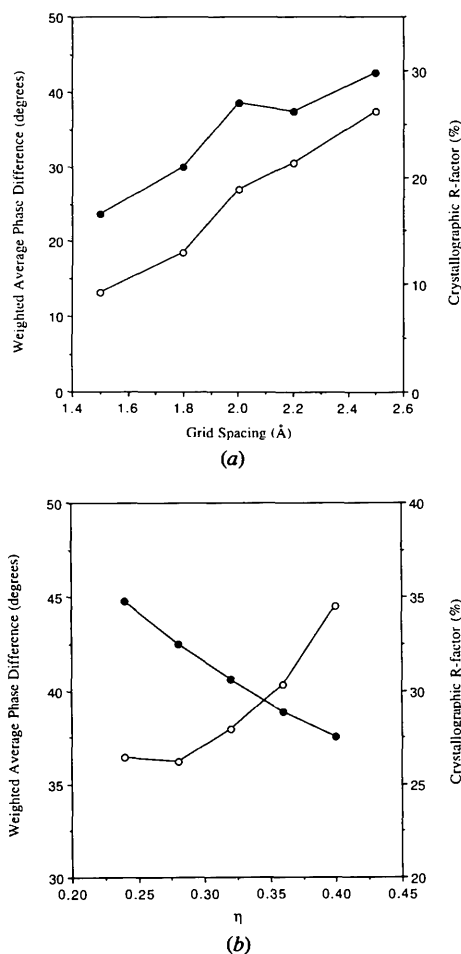 50
40
30
20
10
0
Weighted Average Phase Difference (degrees)
30
20
10
0
Crystallographic R-factor (%)
1.4 1.6 1.8 2.0 2.2 2.4 2.6
Grid Spacing (Å)
(a)
50
45
40
35
30
Weighted Average Phase Difference (degrees)
40
35
30
25
20
Crystallographic R-factor (%)
0.20 0.25 0.30 0.35 0.40 0.45
η
(b)